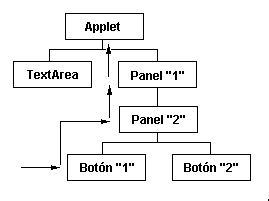 Applet
TextArea
Panel "1"
Panel "2"
Botón "1"
Botón "2"